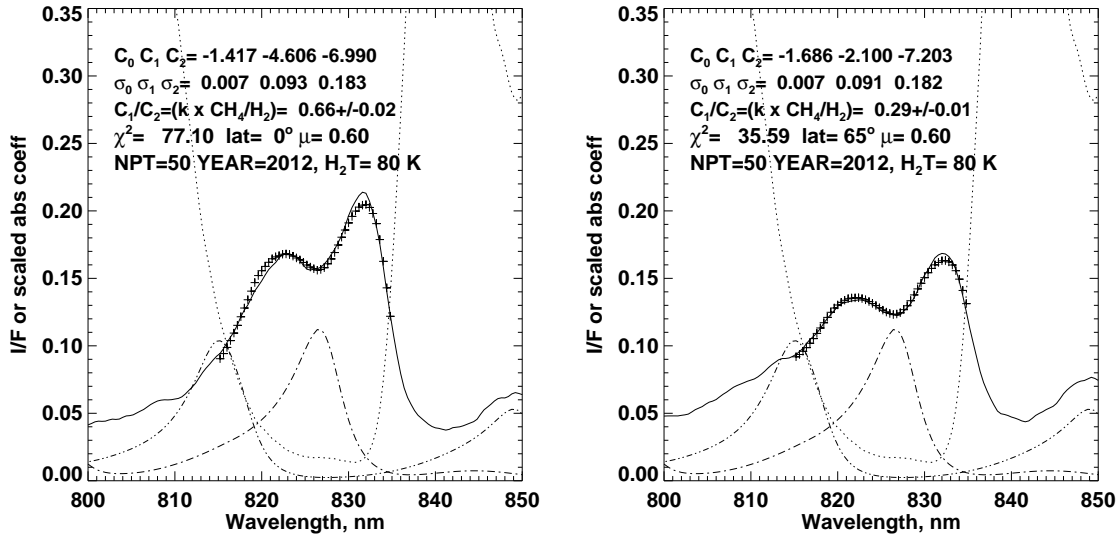 C₀ C₁ C₂= -1.417 -4.606 -6.990
σ₀ σ₁ σ₂= 0.007 0.093 0.183
C₁/C₂=(k x CH₄/H₂)= 0.66+/-0.02
χ²= 77.10 lat= 0° μ= 0.60
NPT=50 YEAR=2012, H₂T= 80 K
I/F or scaled abs coeff
0.35
0.30
0.25
0.20
0.15
0.10
0.05
0.00
800 810 820 830 840 850
Wavelength, nm
C₀ C₁ C₂= -1.686 -2.100 -7.203
σ₀ σ₁ σ₂= 0.007 0.091 0.182
C₁/C₂=(k x CH₄/H₂)= 0.29+/-0.01
χ²= 35.59 lat= 65° μ= 0.60
NPT=50 YEAR=2012, H₂T= 80 K
I/F or scaled abs coeff
0.35
0.30
0.25
0.20
0.15
0.10
0.05
0.00
800 810 820 830 840 850
Wavelength, nm